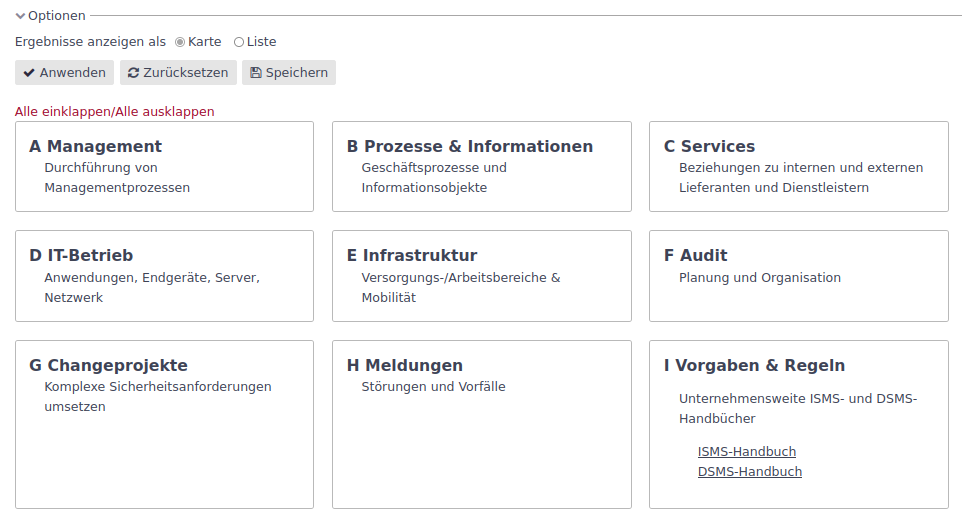 Optionen
Ergebnisse anzeigen als Karte Liste
Anwenden Zurücksetzen Speichern
Alle einklappen/Alle ausklappen
A Management
Durchführung von
Managementprozessen
B Prozesse & Informationen
Geschäftsprozesse und
Informationsobjekte
C Services
Beziehungen zu internen und externen
Lieferanten und Dienstleistern
D IT-Betrieb
Anwendungen, Endgeräte, Server,
Netzwerk
E Infrastruktur
Versorgungs-/Arbeitsbereiche &
Mobilität
F Audit
Planung und Organisation
G Changeprojekte
Komplexe Sicherheitsanforderungen
umsetzen
H Meldungen
Störungen und Vorfälle
I Vorgaben & Regeln
Unternehmensweite ISMS- und DSMS-
Handbücher
ISMS-Handbuch
DSMS-Handbuch